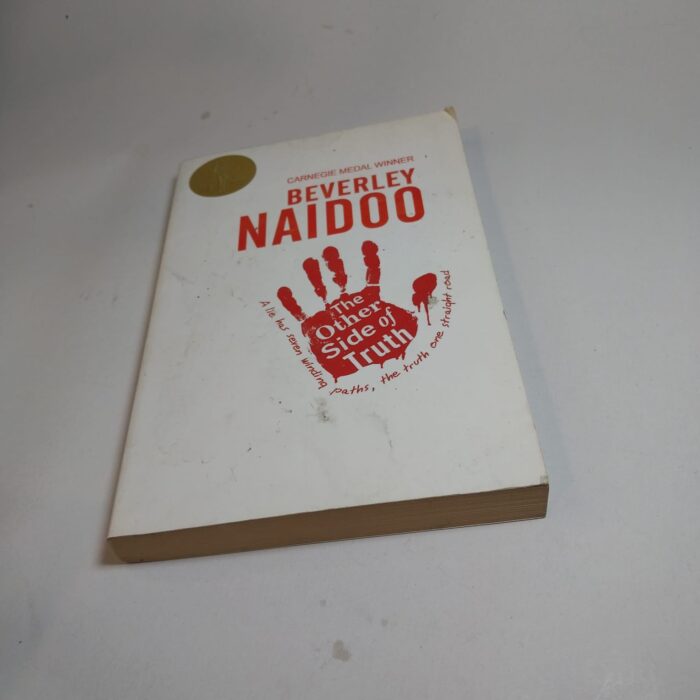 CARNEGIE MEDAL WINNER
BEVERLEY
NAIDOO
The
Other
Side of
Truth
A lie has seven winding paths, the truth one straight road